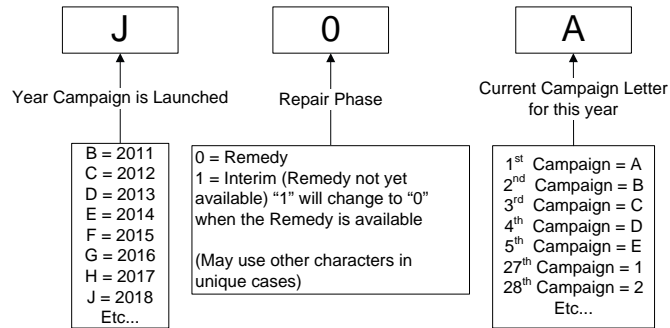 J
0
A
Year Campaign is Launched
Repair Phase
Current Campaign Letter
for this year
B = 2011
C = 2012
D = 2013
E = 2014
F = 2015
G = 2016
H = 2017
J = 2018
Etc...
0 = Remedy
1 = Interim (Remedy not yet
available) “1” will change to “0”
when the Remedy is available
(May use other characters in
unique cases)
1st Campaign = A
2nd Campaign = B
3rd Campaign = C
4th Campaign = D
5th Campaign = E
27th Campaign = 1
28th Campaign = 2
Etc...